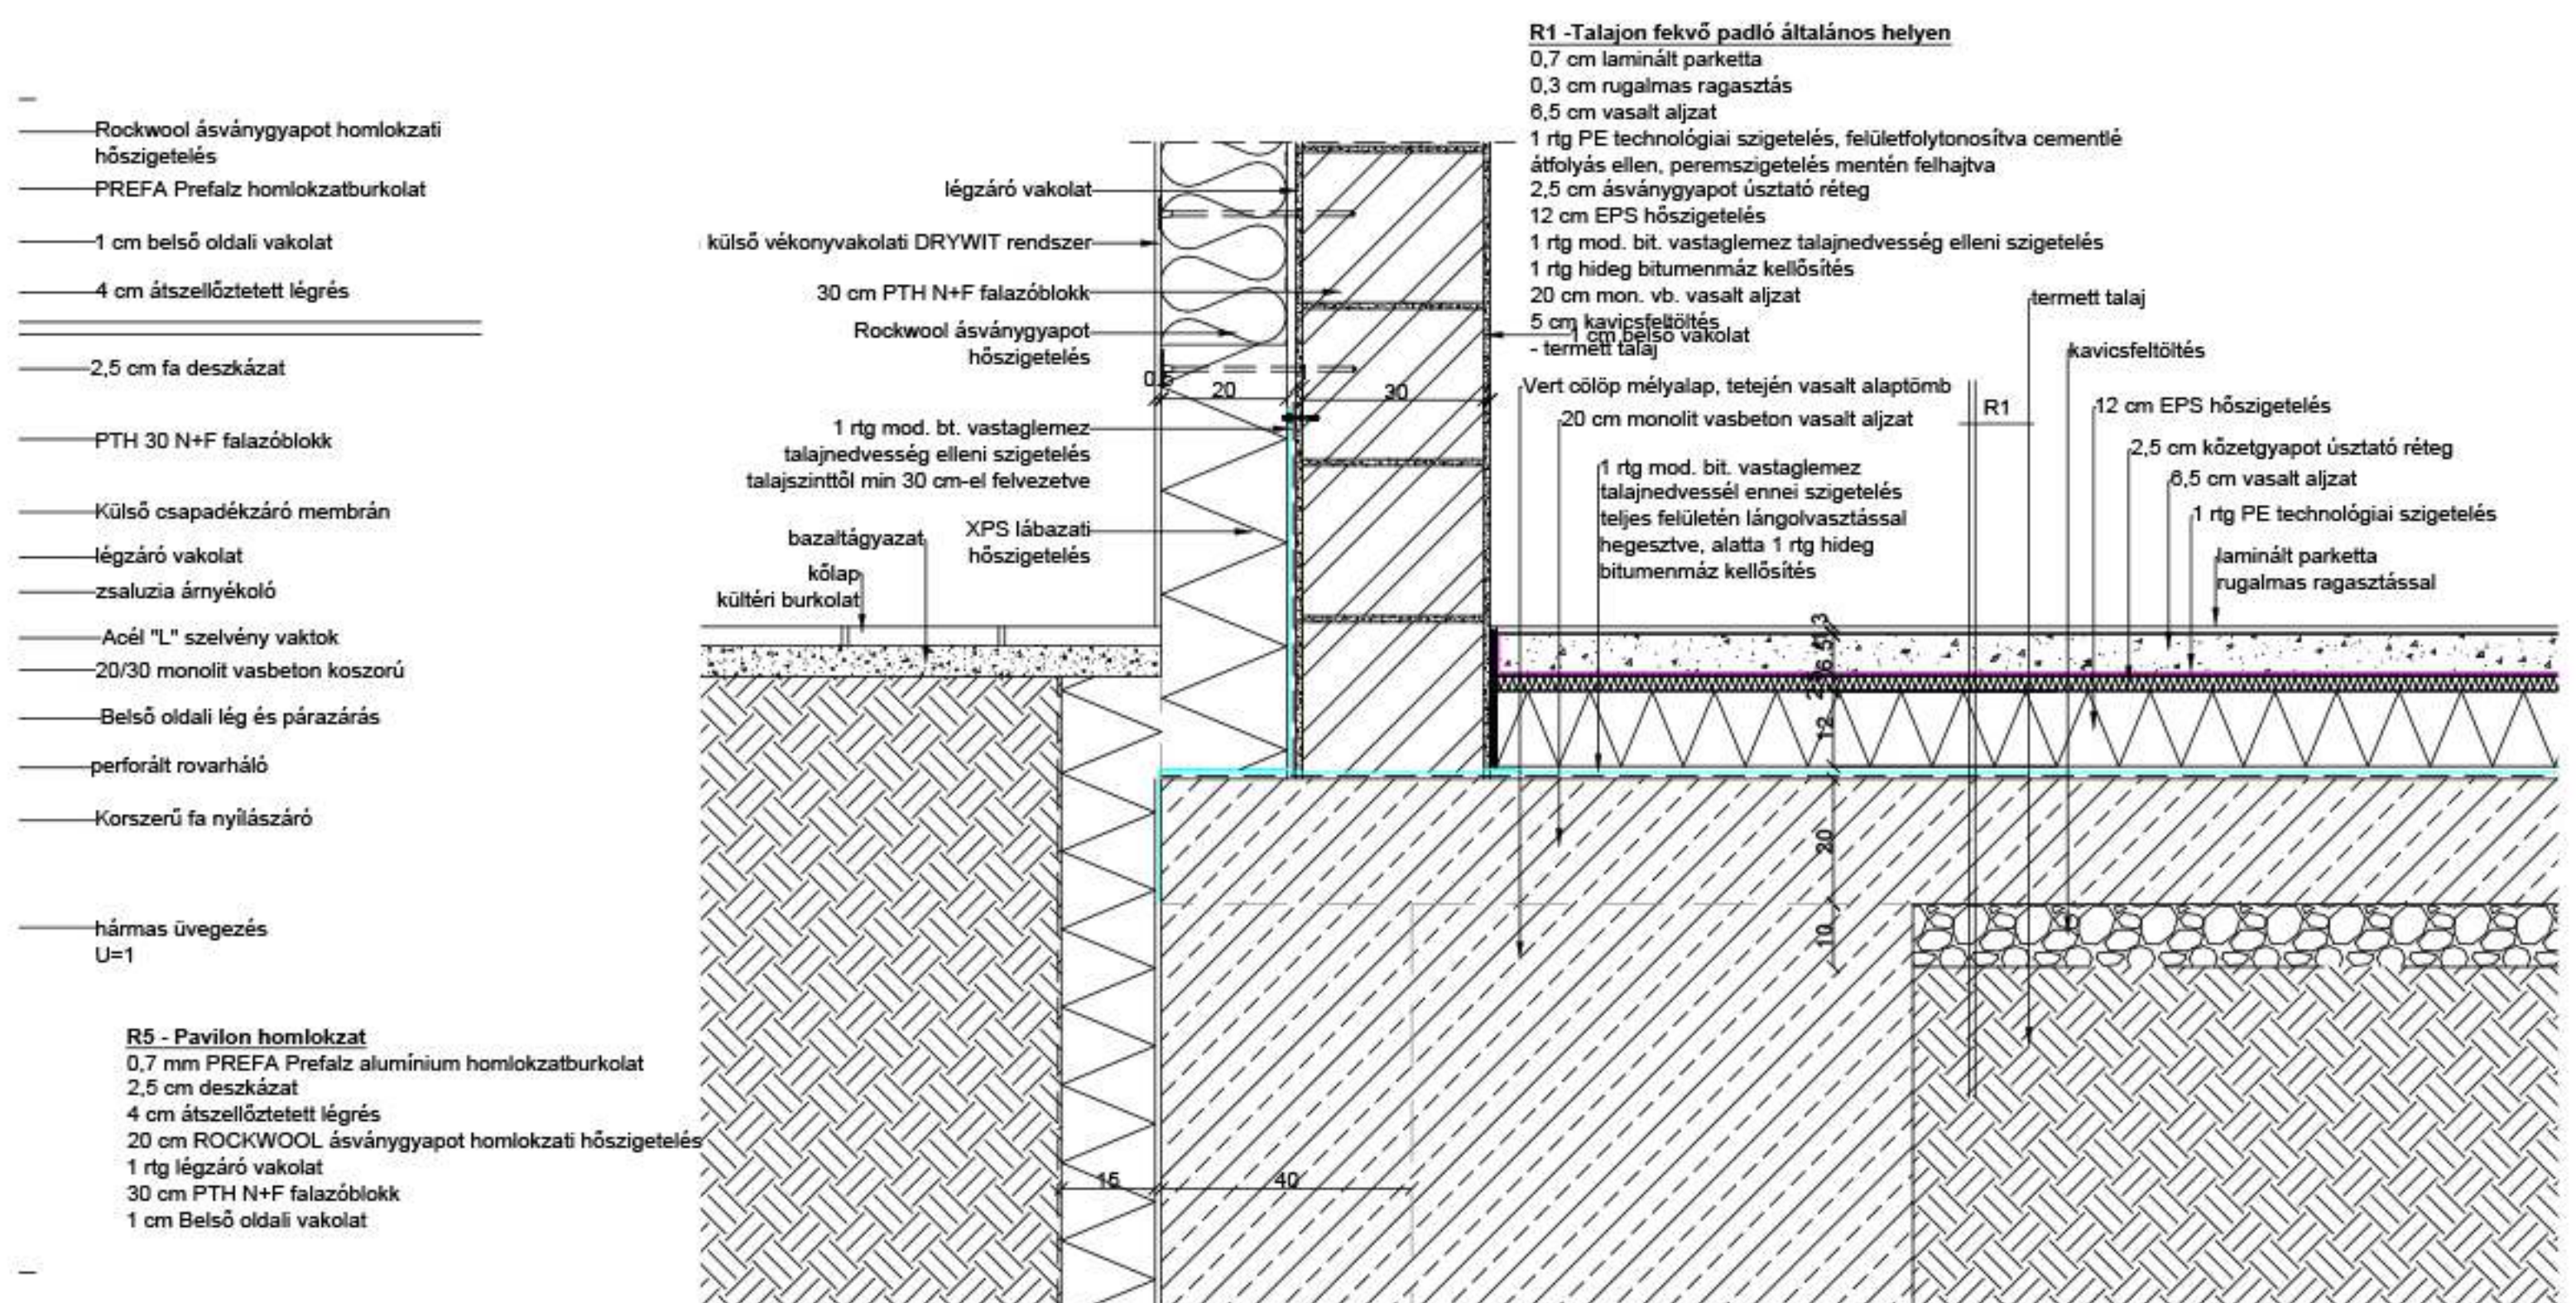 Rockwool ásványgyapot homlokzati
hőszigetelés
PREFA Prefalz homlokzatburkolat
1 cm belső oldali vakolat
4 cm átszellőztetett légrés
2,5 cm fa deszkázat
PTH 30 N+F falazóblokk
Külső csapadékzáró membrán
légzáró vakolat
zsaluzia árnyékoló
Acél "L" szelvény vaktok
20/30 monolit vasbeton koszorú
Belső oldali lég és párazárás
perforált rovarháló
Korszerű fa nyílászáró
hármas üvegezés
U=1
R5 - Pavilon homlokzat
0,7 mm PREFA Prefalz alumínium homlokzatburkolat
2,5 cm deszkázat
4 cm átszellőztetett légrés
20 cm ROCKWOOL ásványgyapot homlokzati hőszigetelés
1 rtg légzáró vakolat
30 cm PTH N+F falazóblokk
1 cm Belső oldali vakolat
légzáró vakolat
külső vékonyvakolati DRYWIT rendszer
30 cm PTH N+F falazóblokk
Rockwool ásványgyapot
hőszigetelés
20
30
1 rtg mod. bt. vastaglemez
talajnedvesség elleni szigetelés
talajszinttől min 30 cm-el felvezetve
XPS lábazati
hőszigetelés
bazaltágyazat
kőlap
kültéri burkolat
15
40
R1 -Talajon fekvő padló általános helyen
0,7 cm laminált parketta
0,3 cm rugalmas ragasztás
6,5 cm vasalt aljzat
1 rtg PE technológiai szigetelés, felületfolytonosítva cementlé
átfolyás ellen, peremszigetelés mentén felhajtva
2,5 cm ásványgyapot úsztató réteg
12 cm EPS hőszigetelés
1 rtg mod. bit. vastaglemez talajnedvesség elleni szigetelés
1 rtg hideg bitumenmáz kellősítés
20 cm mon. vb. vasalt aljzat
5 cm kavicsfeltöltés
1 cm belső vakolat
- termett talaj
Vert cölöp mélyalap, tetején vasalt alaptömb
20 cm monolit vasbeton vasalt aljzat
1 rtg mod. bit. vastaglemez
talajnedvessél ennei szigetelés
teljes felületén lángolvasztással
hegesztve, alatta 1 rtg hideg
bitumenmáz kellősítés
termett talaj
kavicsfeltöltés
R1
12 cm EPS hőszigetelés
2,5 cm kőzetgyapot úsztató réteg
6,5 cm vasalt aljzat
1 rtg PE technológiai szigetelés
laminált parketta
rugalmas ragasztással
12
20
10